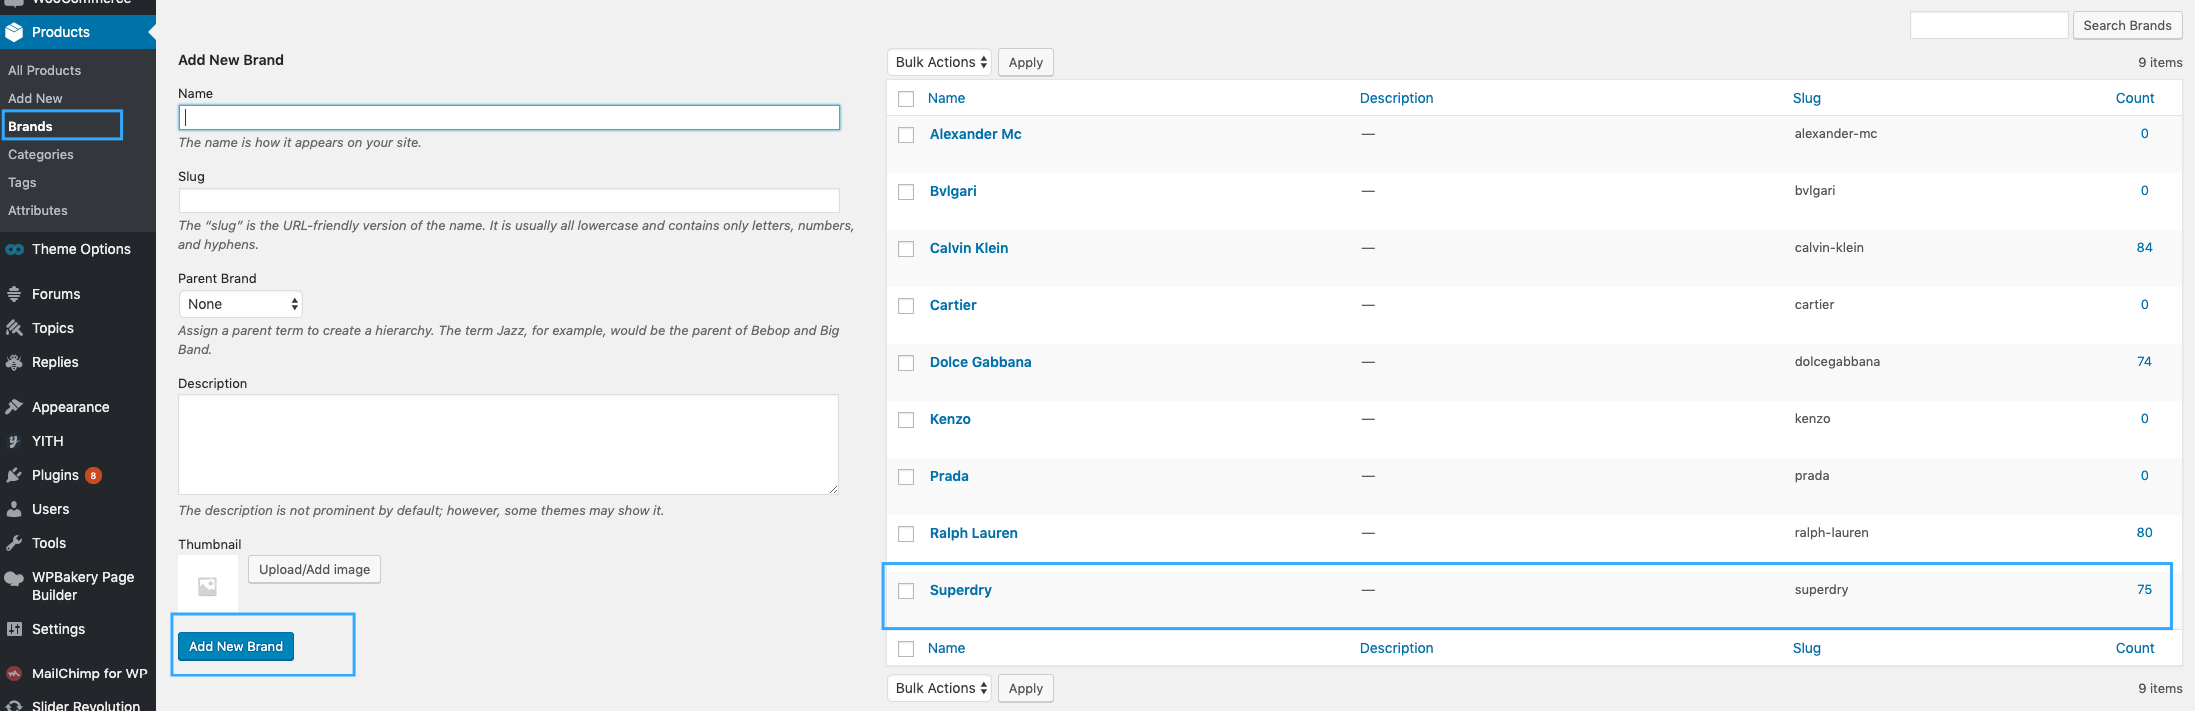 WooCommerce
Products
All Products
Add New
Brands
Categories
Tags
Attributes
Theme Options
Forums
Topics
Replies
Appearance
YITH
Plugins 8
Users
Tools
WPBakery Page
Builder
Settings
MailChimp for WP
Slider Revolution
Add New Brand
Name
The name is how it appears on your site.
Slug
The “slug” is the URL-friendly version of the name. It is usually all lowercase and contains only letters, numbers,
and hyphens.
Parent Brand
None
Assign a parent term to create a hierarchy. The term Jazz, for example, would be the parent of Bebop and Big
Band.
Description
The description is not prominent by default; however, some themes may show it.
Thumbnail
Upload/Add image
Add New Brand
Search Brands
Bulk Actions Apply 9 items
Name Description Slug Count
Alexander Mc — alexander-mc 0
Bvlgari — bvlgari 0
Calvin Klein — calvin-klein 84
Cartier — cartier 0
Dolce Gabbana — dolcegabbana 74
Kenzo — kenzo 0
Prada — prada 0
Ralph Lauren — ralph-lauren 80
Superdry — superdry 75
Name Description Slug Count
Bulk Actions Apply 9 items